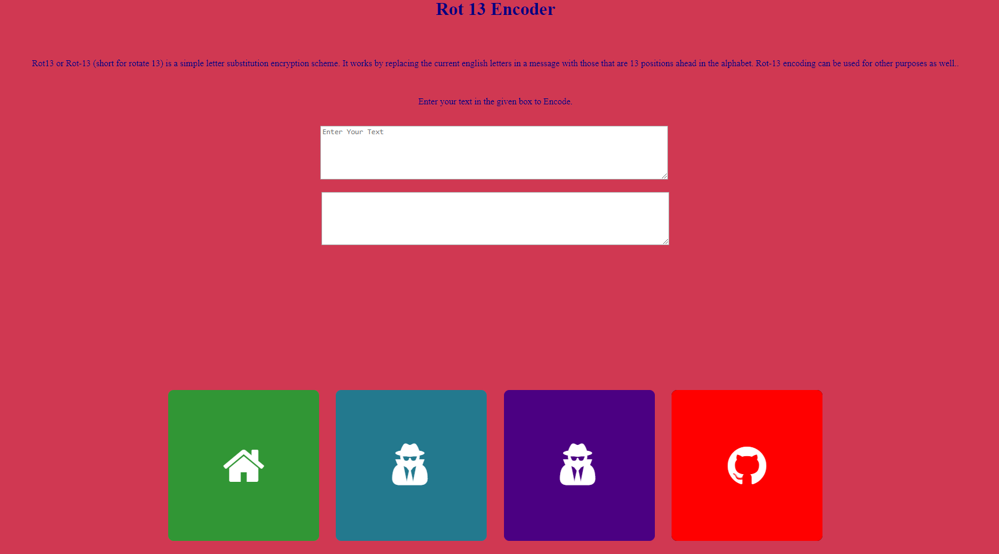 Rot 13 Encoder
Rot13 or Rot-13 (short for rotate 13) is a simple letter substitution encryption scheme. It works by replacing the current english letters in a message with those that are 13 positions ahead in the alphabet. Rot-13 encoding can be used for other purposes as well..
Enter your text in the given box to Encode.
Enter Your Text